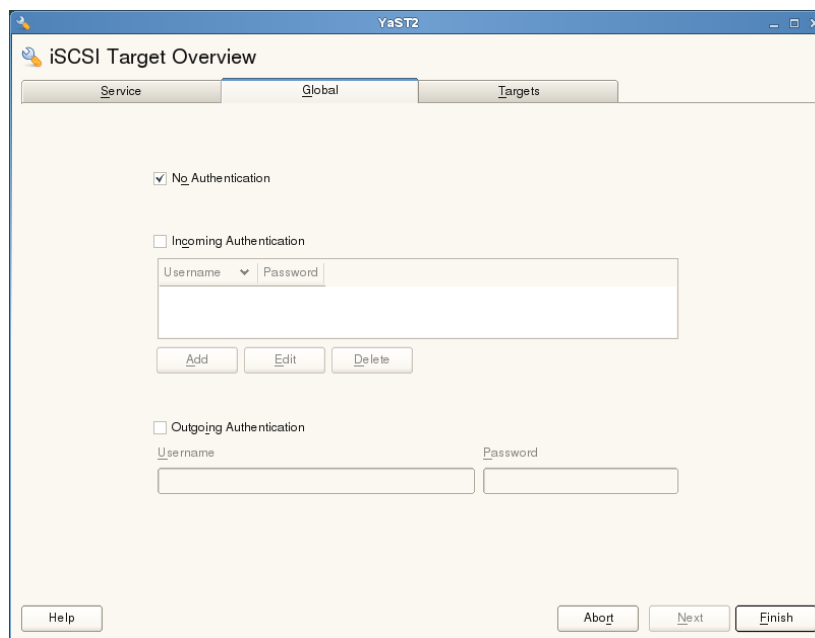 YaST2
iSCSI Target Overview
Service Global Targets
No Authentication
Incoming Authentication
Username Password
Add Edit Delete
Outgoing Authentication
Username Password
Help Abort Next Finish